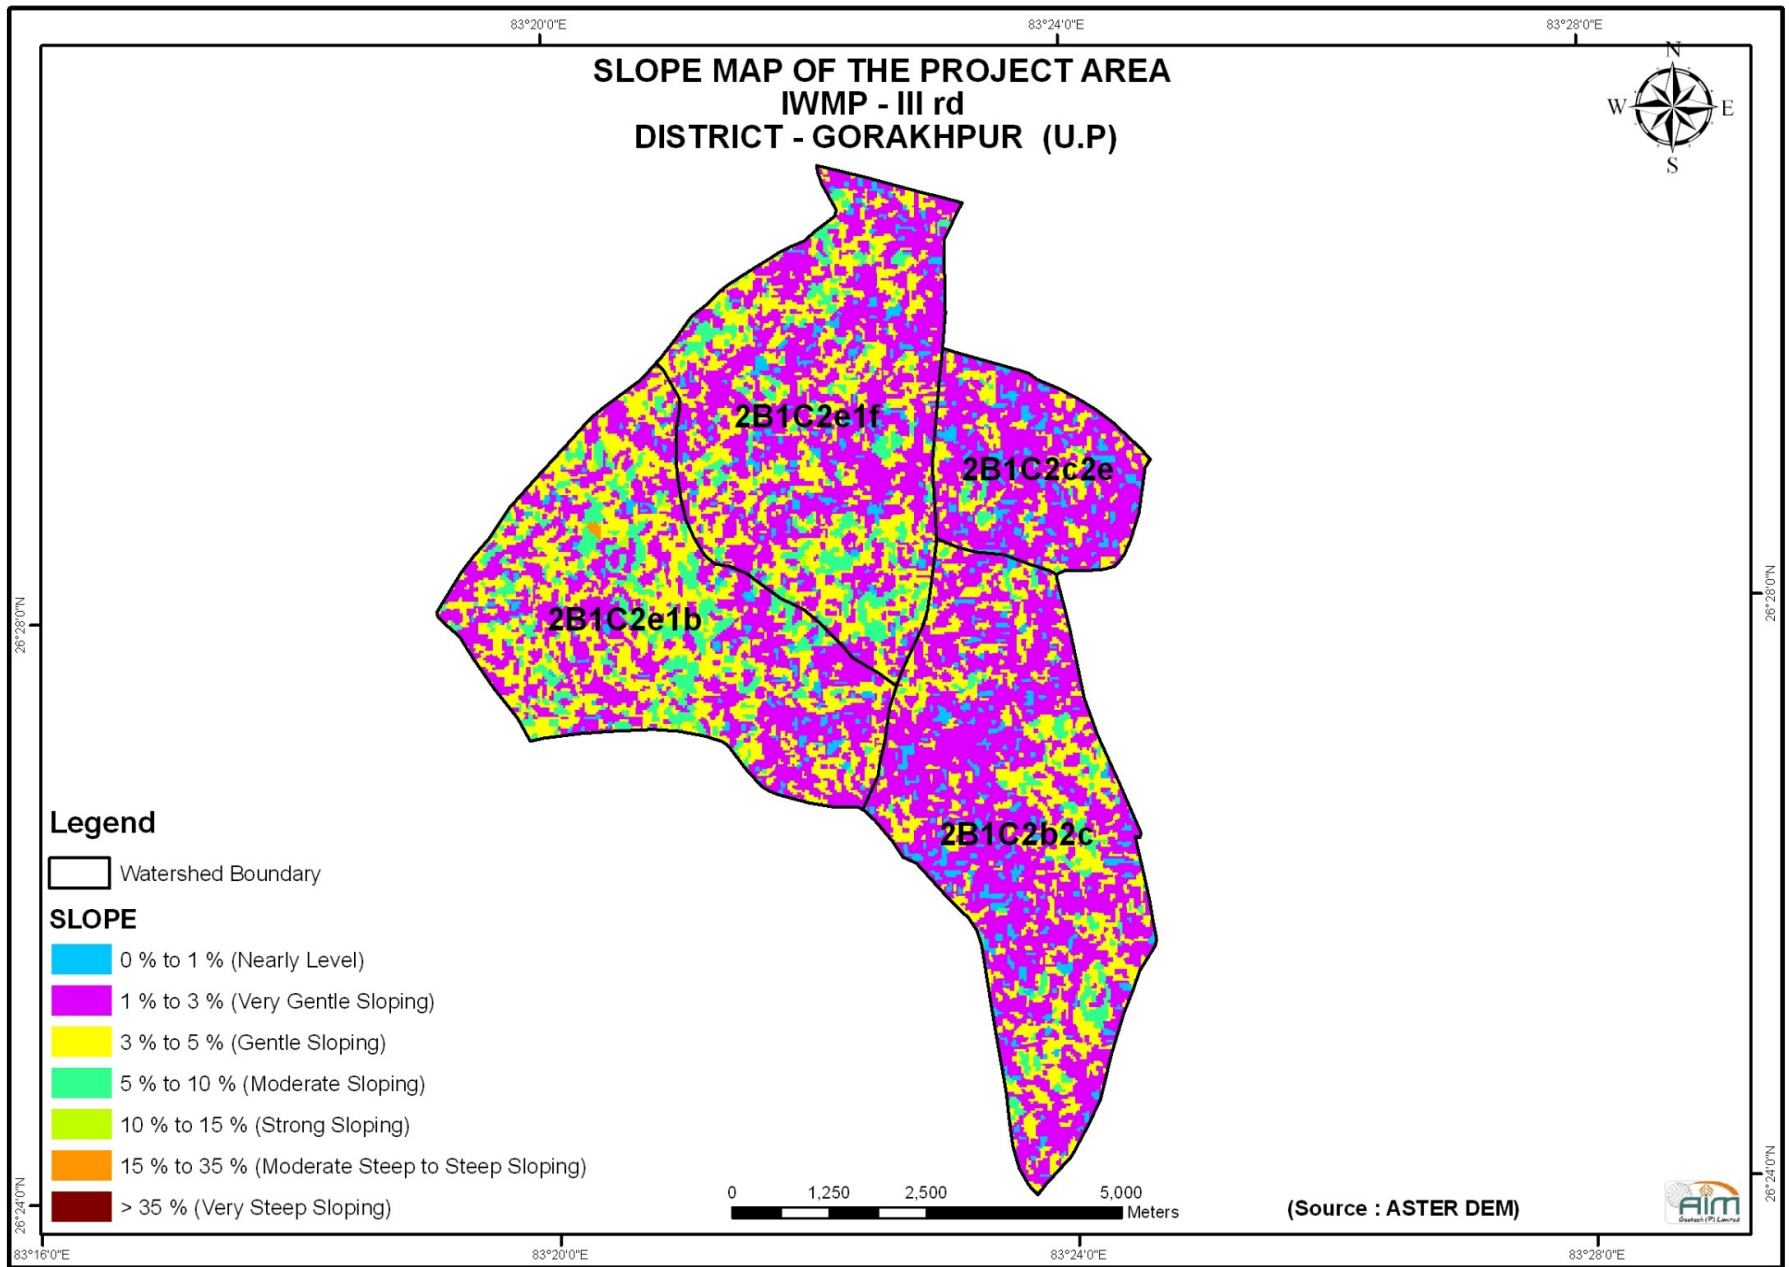 83°20'0"E 83°24'0"E 83°28'0"E
SLOPE MAP OF THE PROJECT AREA
IWMP - III rd
DISTRICT - GORAKHPUR (U.P)
N
W E
S
2B1C2e1f
2B1C2c2e
2B1C2e1b
2B1C2b2c
26°28'0"N
26°28'0"N
Legend
Watershed Boundary
SLOPE
0 % to 1 % (Nearly Level)
1 % to 3 % (Very Gentle Sloping)
3 % to 5 % (Gentle Sloping)
5 % to 10 % (Moderate Sloping)
10 % to 15 % (Strong Sloping)
15 % to 35 % (Moderate Steep to Steep Sloping)
> 35 % (Very Steep Sloping)
26°24'0"N
26°24'0"N
0 1,250 2,500 5,000
Meters
(Source : ASTER DEM)
Aim
Geotech (P) Limited
83°16'0"E 83°20'0"E 83°24'0"E 83°28'0"E